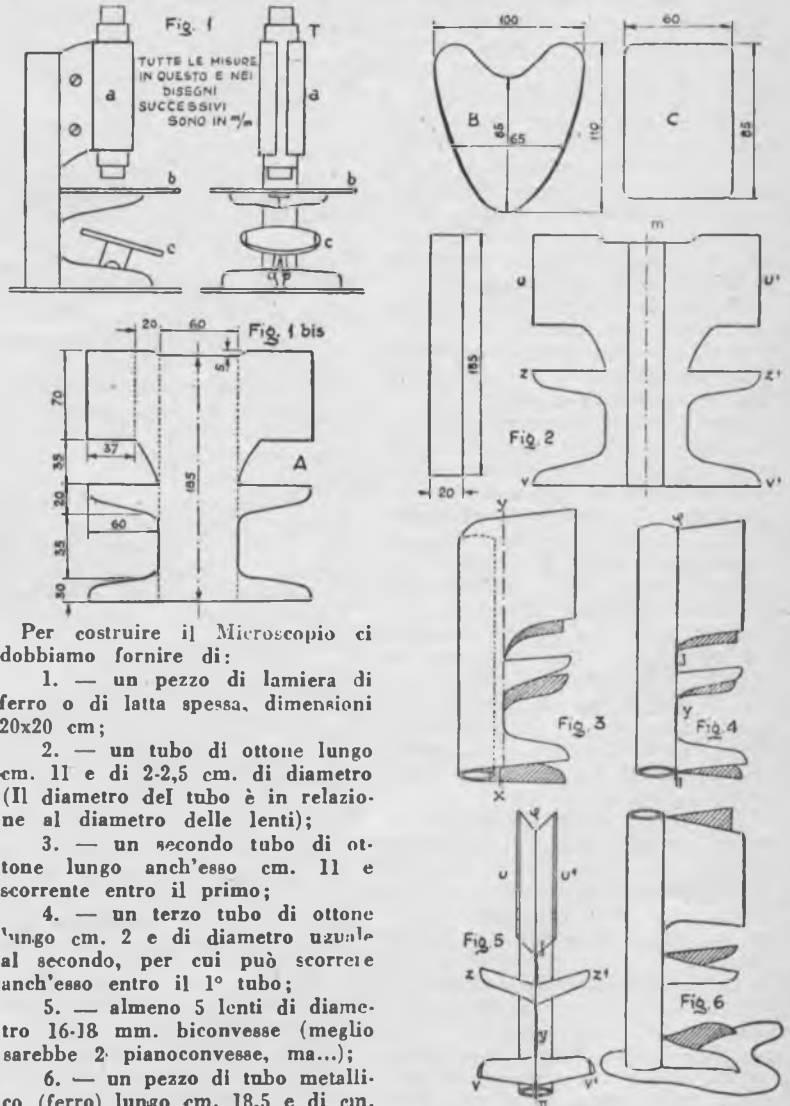 Fig. 1
T
TUTTE LE MISURE
IN QUESTO E NEI
DISEGNI
SUCCESSIVI
SONO IN m/m
a
a
b
b
c
c
100
B
85
65
110
60
C
85
20
60
Fig. 1 bis
5
70
37
A
35
185
20
60
35
30
m
u
u'
185
z
z'
Fig. 2
20
v
v'
Per costruire il Microscopio ci
dobbiamo fornire di:
1. — un pezzo di lamiera di
ferro o di latta spessa, dimensioni
20x20 cm;
2. — un tubo di ottone lungo
cm. 11 e di 2-2,5 cm. di diametro
(Il diametro del tubo è in relazio-
ne al diametro delle lenti);
3. — un secondo tubo di ot-
tone lungo anch'esso cm. 11 e
scorrente entro il primo;
4. — un terzo tubo di ottone
lungo cm. 2 e di diametro uguale
al secondo, per cui può scorrere
anch'esso entro il 1° tubo;
5. — almeno 5 lenti di diame-
tro 16-18 mm. biconvesse (meglio
sarebbe 2 pianoconvesse, ma...);
6. — un pezzo di tubo metalli-
co (ferro) lungo cm. 18,5 e di cm.
y
Fig. 3
x
φ
y
Fig. 4
φ
u
u'
Fig. 5
z
z'
y
v
v'
π
Fig. 6